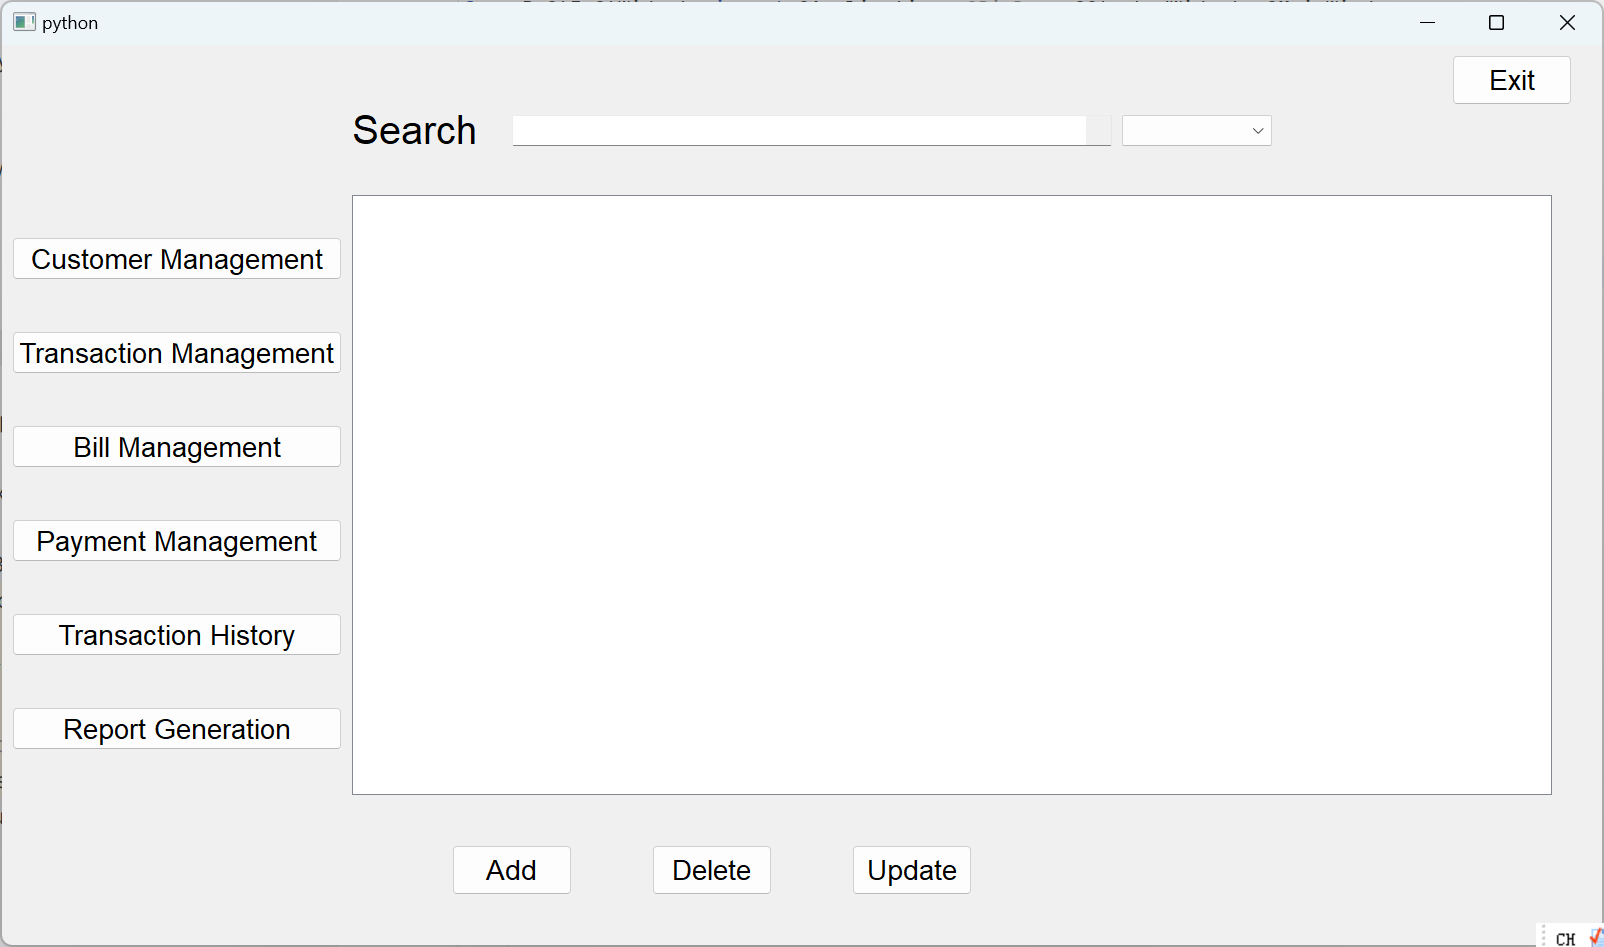 python
Exit
Search
Customer Management
Transaction Management
Bill Management
Payment Management
Transaction History
Report Generation
Add
Delete
Update
CH